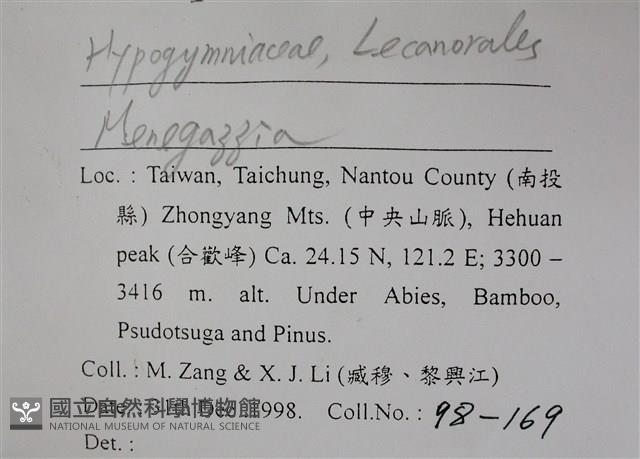 Hypogymniaceae, Lecanorales
Menegazzia
Loc. : Taiwan, Taichung, Nantou County (南投
縣) Zhongyang Mts. (中央山脈), Hehuan
peak (合歡峰) Ca. 24.15 N, 121.2 E; 3300 –
3416 m. alt. Under Abies, Bamboo,
Psudotsuga and Pinus.
Coll. : M. Zang & X. J. Li (臧穆、黎興江)
Date : Dec. 1998. Coll.No. : 98-169
國立自然科學博物館
NATIONAL MUSEUM OF NATURAL SCIENCE
Det. :